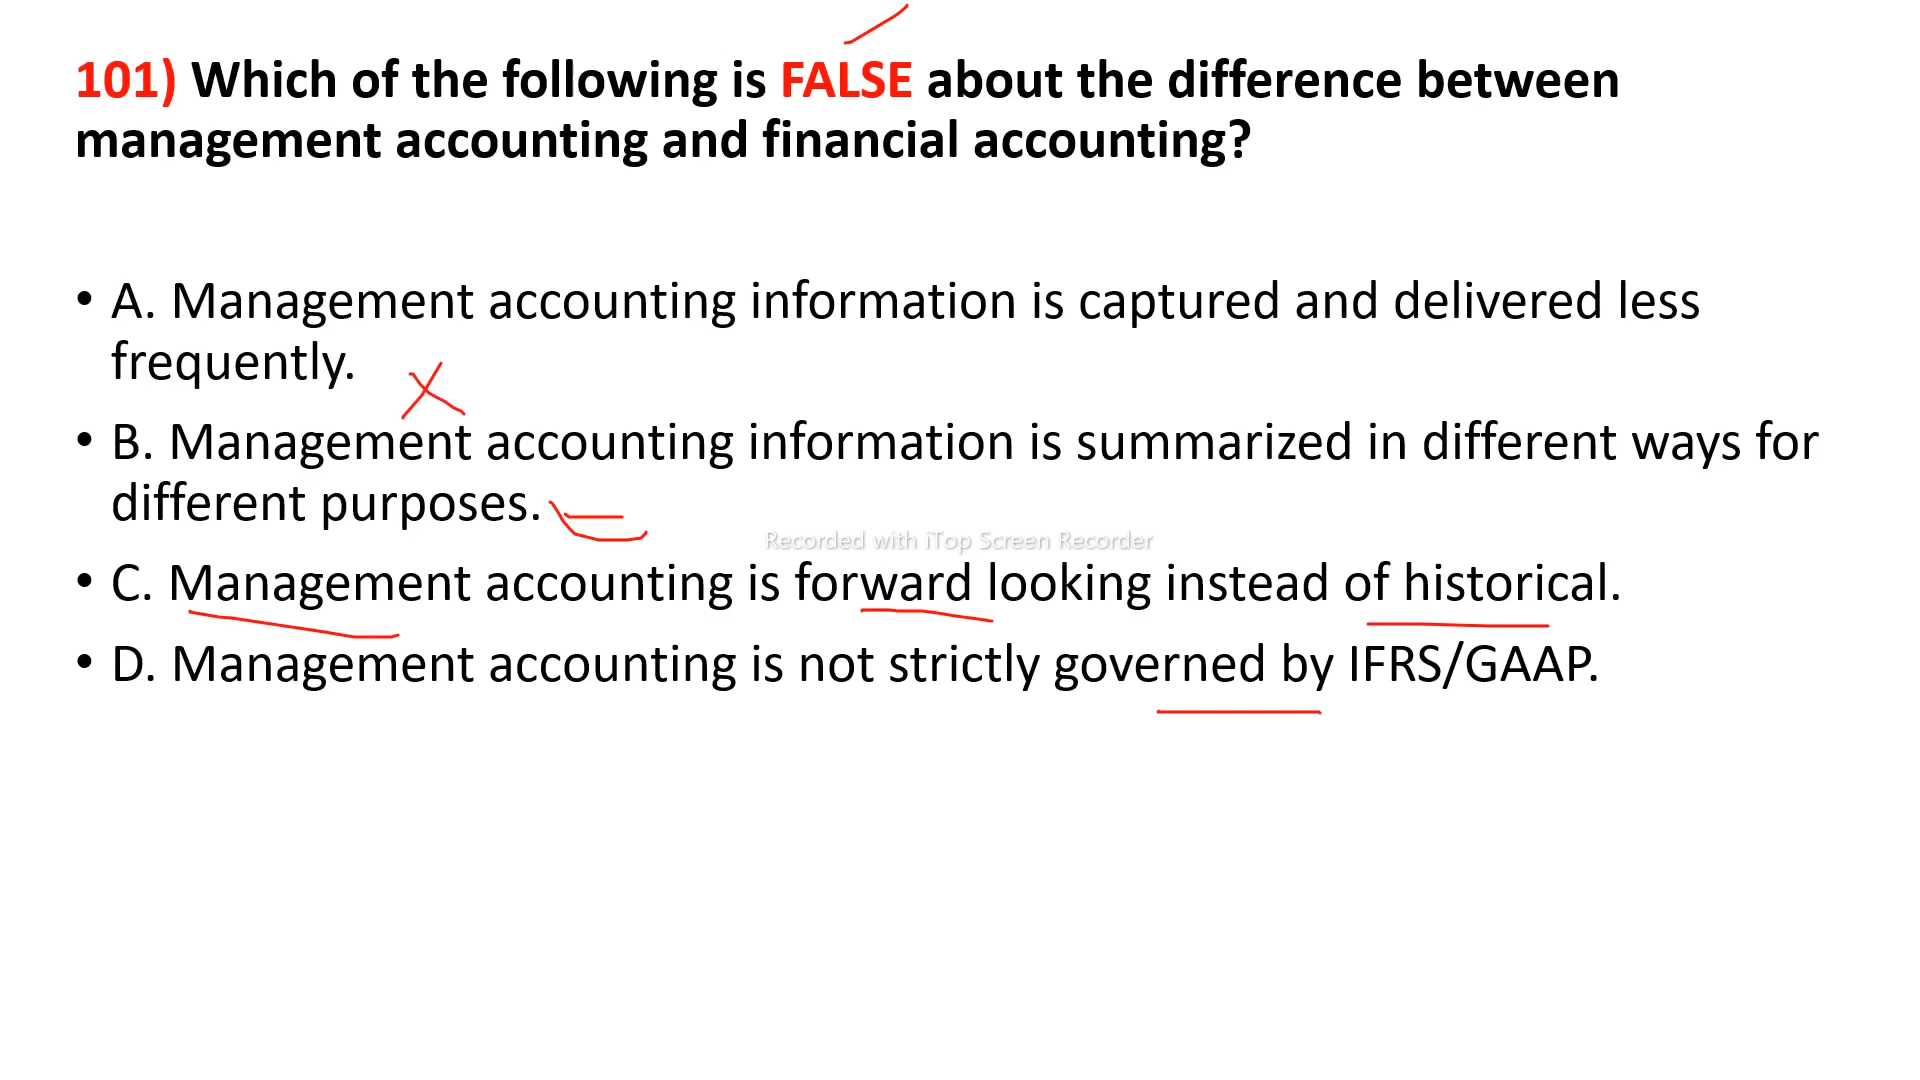 101) Which of the following is FALSE about the difference between
management accounting and financial accounting?
• A. Management accounting information is captured and delivered less
frequently.
• B. Management accounting information is summarized in different ways for
different purposes.
Recorded with iTop Screen Recorder
• C. Management accounting is forward looking instead of historical.
• D. Management accounting is not strictly governed by IFRS/GAAP.